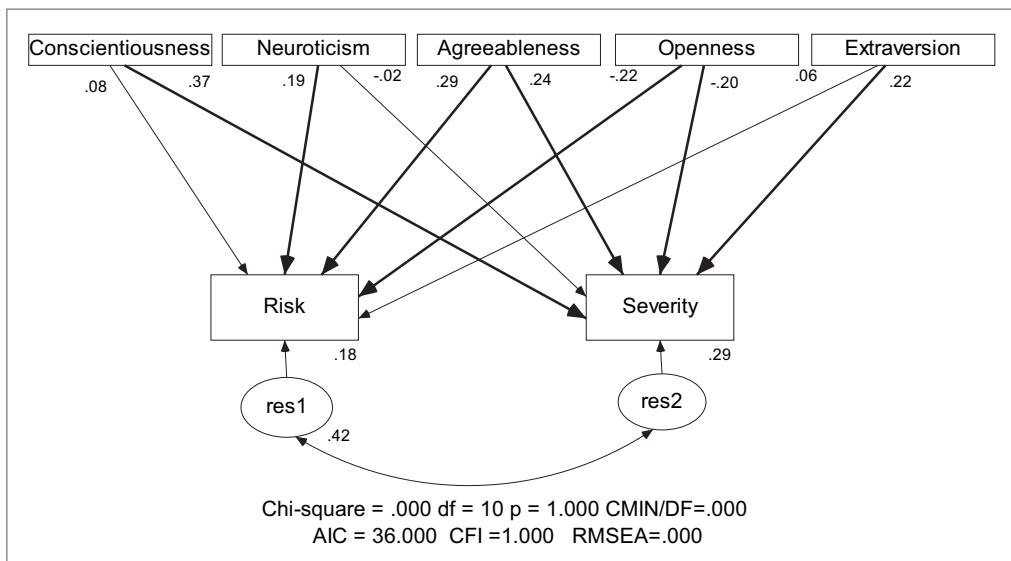 Conscientiousness Neuroticism Agreeableness Openness Extraversion
.08 .37 .19 -.02 .29 .24 -.22 -.20 .06 .22
Risk Severity
.18 .29
res1 res2
.42
Chi-square = .000 df = 10 p = 1.000 CMIN/DF=.000
AIC = 36.000 CFI =1.000 RMSEA=.000